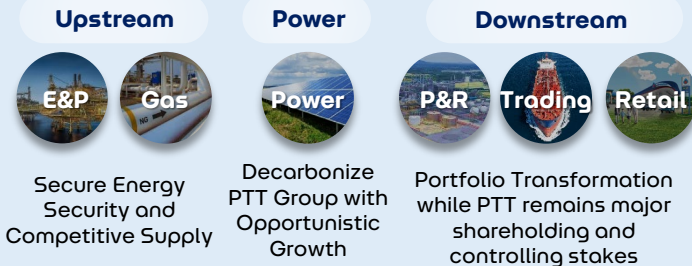 Upstream
Power
Downstream
E&P
Gas
Power
P&R
Trading
Retail
NG
Secure Energy
Security and
Competitive Supply
Decarbonize
PTT Group with
Opportunistic
Growth
Portfolio Transformation
while PTT remains major
shareholding and
controlling stakes